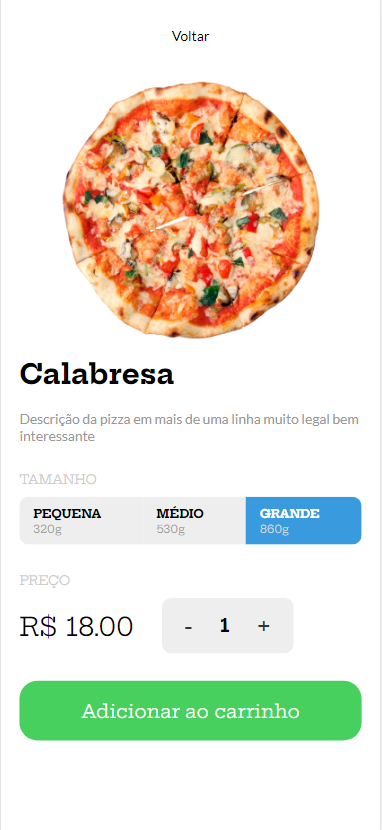 Voltar
Calabresa
Descrição da pizza em mais de uma linha muito legal bem
interessante
TAMANHO
PEQUENA MÉDIO GRANDE
320g 530g 860g
PREÇO
R$ 18.00 - 1 +
Adicionar ao carrinho